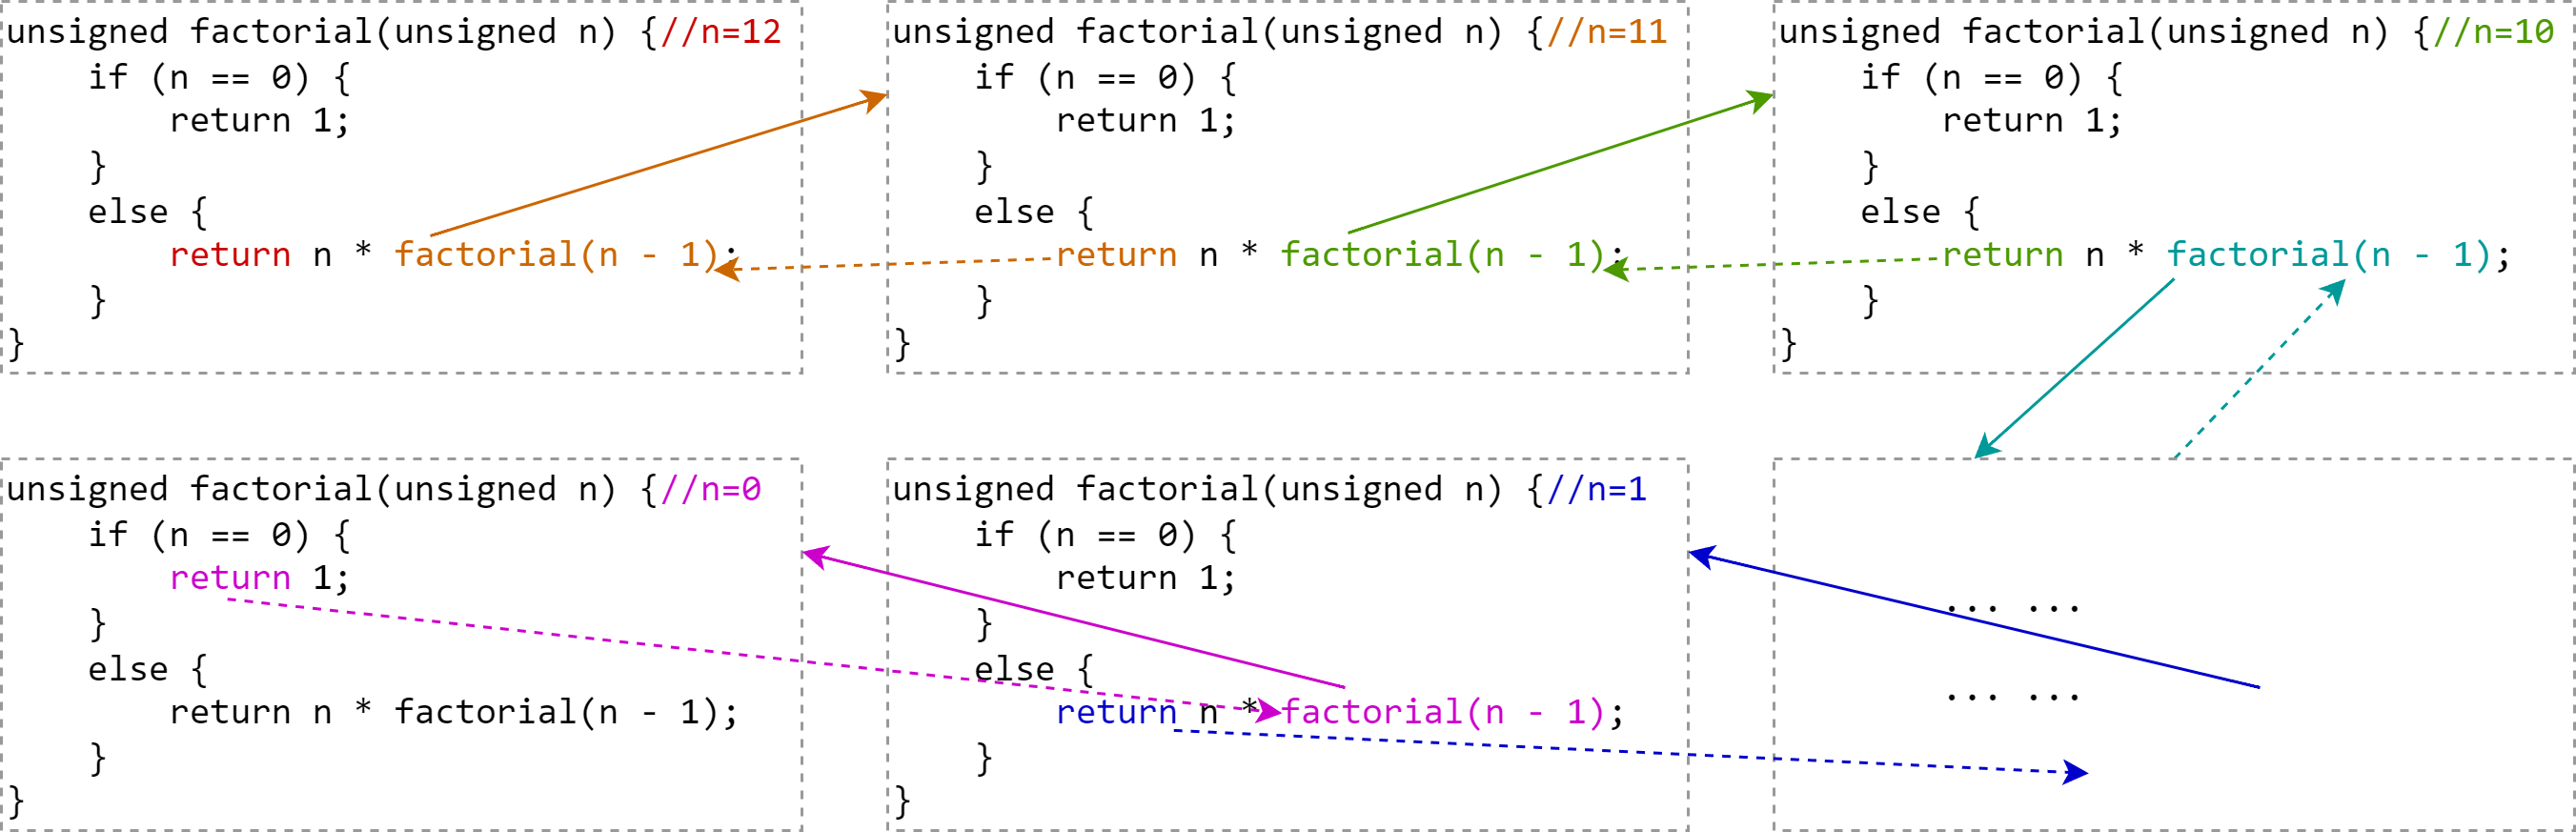 unsigned factorial(unsigned n) {//n=12
    if (n == 0) {
        return 1;
    }
    else {
        return n * factorial(n - 1);
    }
}
unsigned factorial(unsigned n) {//n=11
    if (n == 0) {
        return 1;
    }
    else {
        return n * factorial(n - 1);
    }
}
unsigned factorial(unsigned n) {//n=10
    if (n == 0) {
        return 1;
    }
    else {
        return n * factorial(n - 1);
    }
}
unsigned factorial(unsigned n) {//n=0
    if (n == 0) {
        return 1;
    }
    else {
        return n * factorial(n - 1);
    }
}
unsigned factorial(unsigned n) {//n=1
    if (n == 0) {
        return 1;
    }
    else {
        return n * factorial(n - 1);
    }
}
... ...
... ...